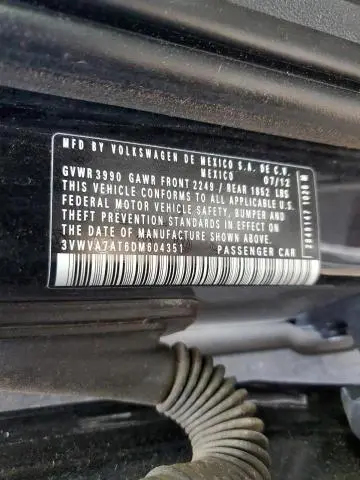 MFD BY VOLKSWAGEN DE MEXICO S.A. DE C.V.
MEXICO 07/12
GVWR 3990 GAWR FRONT 2249 / REAR 1852 LBS
THIS VEHICLE CONFORMS TO ALL APPLICABLE U.S.
FEDERAL MOTOR VEHICLE SAFETY, BUMPER AND
THEFT PREVENTION STANDARDS IN EFFECT ON
THE DATE OF MANUFACTURE SHOWN ABOVE
3VWVA7AT6DM604351 PASSENGER CAR